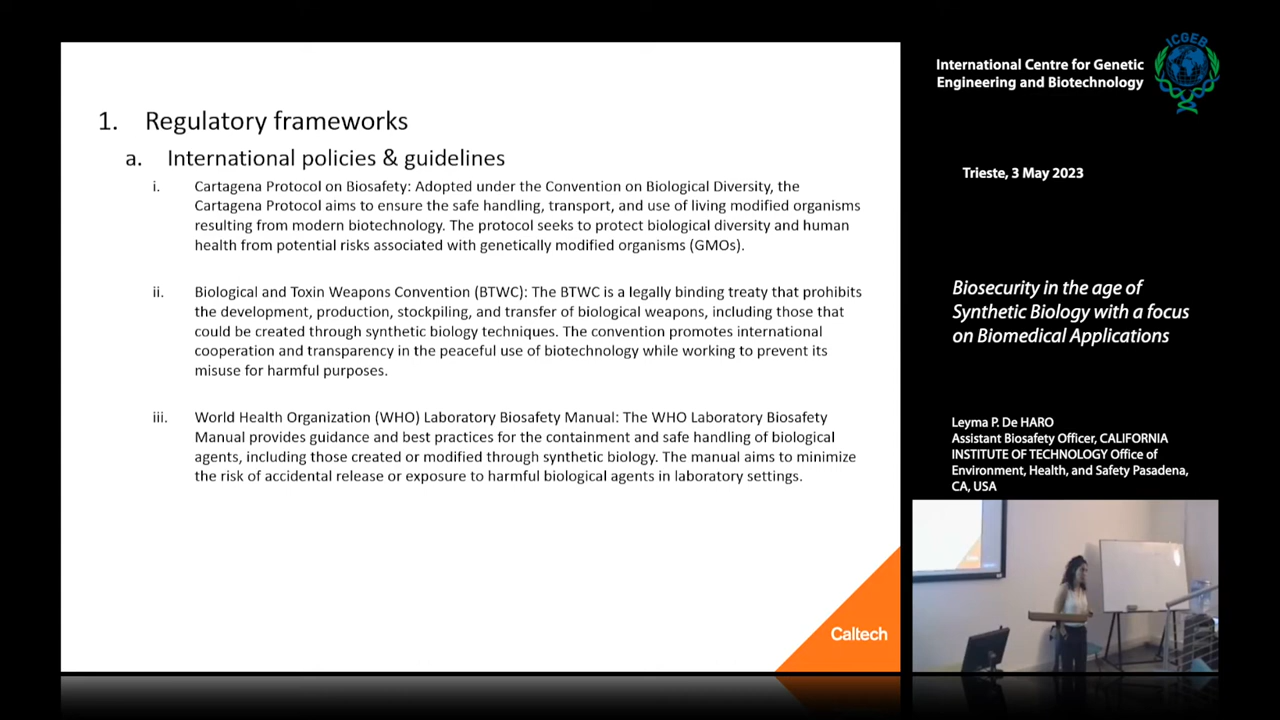 1. Regulatory frameworks
a. International policies & guidelines
i. Cartagena Protocol on Biosafety: Adopted under the Convention on Biological Diversity, the
Cartagena Protocol aims to ensure the safe handling, transport, and use of living modified organisms
resulting from modern biotechnology. The protocol seeks to protect biological diversity and human
health from potential risks associated with genetically modified organisms (GMOs).
ii. Biological and Toxin Weapons Convention (BTWC): The BTWC is a legally binding treaty that prohibits
the development, production, stockpiling, and transfer of biological weapons, including those that
could be created through synthetic biology techniques. The convention promotes international
cooperation and transparency in the peaceful use of biotechnology while working to prevent its
misuse for harmful purposes.
iii. World Health Organization (WHO) Laboratory Biosafety Manual: The WHO Laboratory Biosafety
Manual provides guidance and best practices for the containment and safe handling of biological
agents, including those created or modified through synthetic biology. The manual aims to minimize
the risk of accidental release or exposure to harmful biological agents in laboratory settings.
Caltech
International Centre for Genetic
Engineering and Biotechnology
ICGEB
Trieste, 3 May 2023
Biosecurity in the age of
Synthetic Biology with a focus
on Biomedical Applications
Leyma P. De HARO
Assistant Biosafety Officer, CALIFORNIA
INSTITUTE OF TECHNOLOGY Office of
Environment, Health, and Safety Pasadena,
CA, USA